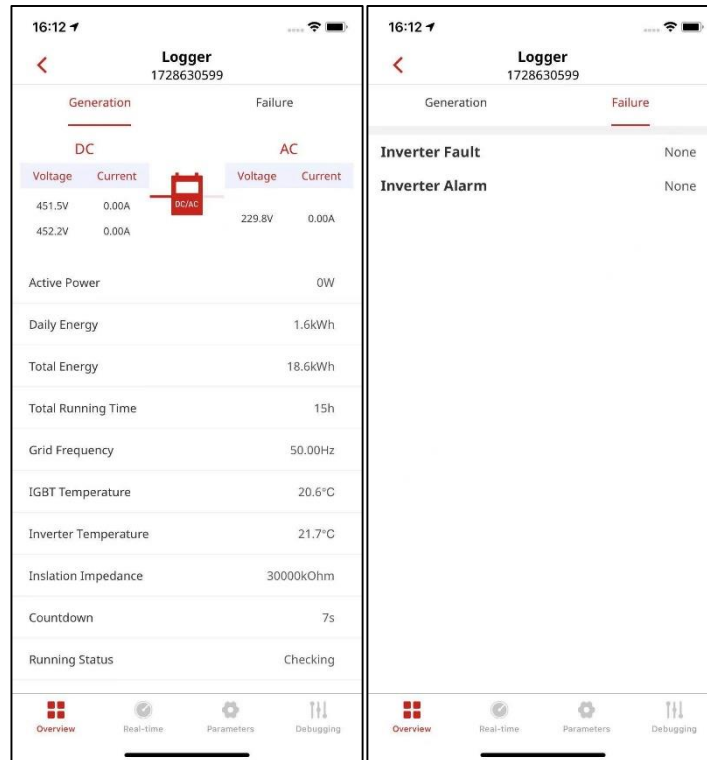 16:12
Logger
1728630599
Generation Failure
DC AC
Voltage Current DC/AC Voltage Current
451.5V 0.00A
229.8V 0.00A
452.2V 0.00A
Active Power 0W
Daily Energy 1.6kWh
Total Energy 18.6kWh
Total Running Time 15h
Grid Frequency 50.00Hz
IGBT Temperature 20.6°C
Inverter Temperature 21.7°C
Inslation Impedance 30000kOhm
Countdown 7s
Running Status Checking
Overview Real-time Parameters Debugging
16:12
Logger
1728630599
Generation Failure
Inverter Fault None
Inverter Alarm None
Overview Real-time Parameters Debugging